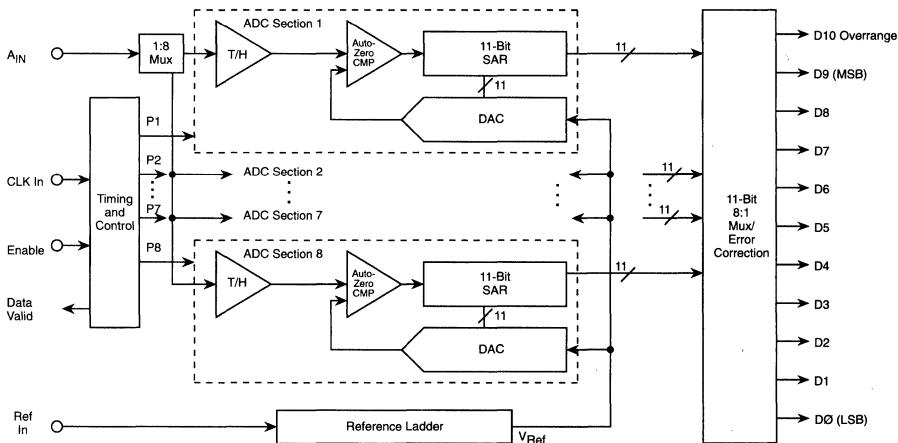 ADC Section 1
A_IN
1:8
Mux
T/H
Auto-
Zero
CMP
11-Bit
SAR
11
11
DAC
P1
P2
P7
P8
CLK In
Enable
Data
Valid
Timing
and
Control
ADC Section 2
ADC Section 7
11
11
ADC Section 8
T/H
Auto-
Zero
CMP
11-Bit
SAR
11
11
DAC
11-Bit
8:1
Mux/
Error
Correction
D10 Overrange
D9 (MSB)
D8
D7
D6
D5
D4
D3
D2
D1
DØ (LSB)
Ref
In
Reference Ladder
V_Ref